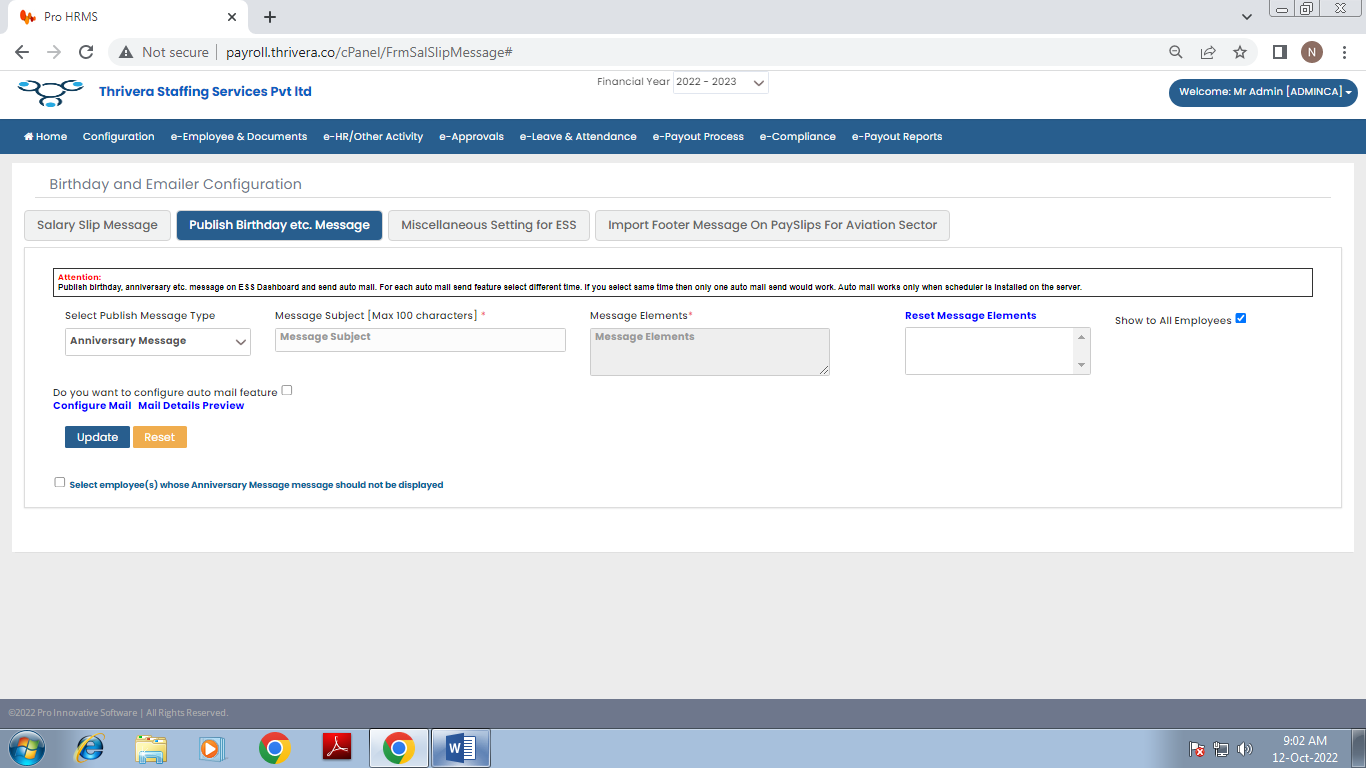 Pro HRMS
Not secure | payroll.thrivera.co/cPanel/FrmSalSlipMessage#
N
Thrivera Staffing Services Pvt ltd
Financial Year 2022 - 2023
Welcome: Mr Admin [ADMINCA]
Home Configuration e-Employee & Documents e-HR/Other Activity e-Approvals e-Leave & Attendance e-Payout Process e-Compliance e-Payout Reports
Birthday and Emailer Configuration
Salary Slip Message Publish Birthday etc. Message Miscellaneous Setting for ESS Import Footer Message On PaySlips For Aviation Sector
Attention:
Publish birthday, anniversary etc. message on ESS Dashboard and send auto mail. For each auto mail send feature select different time. If you select same time then only one auto mail send would work. Auto mail works only when scheduler is installed on the server.
Select Publish Message Type Message Subject [Max 100 characters] * Message Elements* Reset Message Elements Show to All Employees
Anniversary Message Message Subject Message Elements
Do you want to configure auto mail feature
Configure Mail Mail Details Preview
Update Reset
Select employee(s) whose Anniversary Message message should not be displayed
©2022 Pro Innovative Software | All Rights Reserved.
9:02 AM
12-Oct-2022